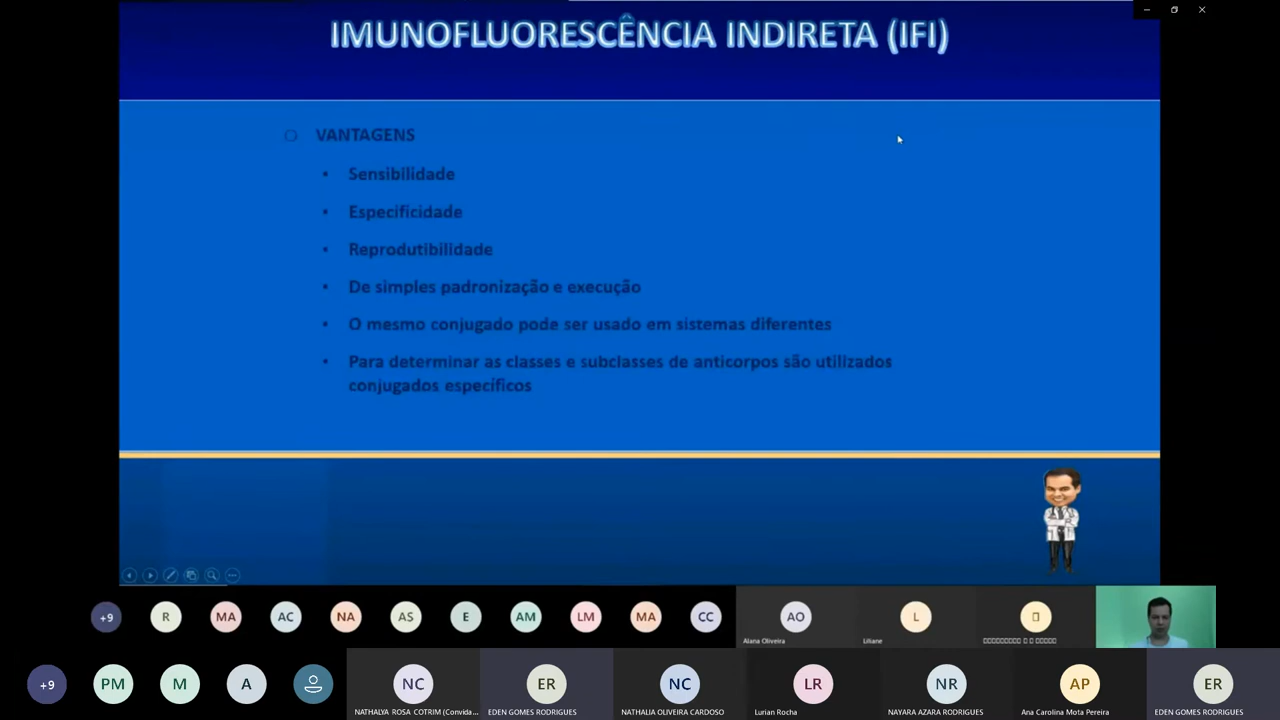 IMUNOFLUORESCÊNCIA INDIRETA (IFI)
VANTAGENS
Sensibilidade
Especificidade
Reprodutibilidade
De simples padronização e execução
O mesmo conjugado pode ser usado em sistemas diferentes
Para determinar as classes e subclasses de anticorpos são utilizados
conjugados específicos
+9
R
MA
AC
NA
AS
E
AM
LM
MA
CC
AO
L
Alana Oliveira
Liliane
+9
PM
M
A
NC
ER
NC
LR
NR
AP
ER
NATHALYA ROSA COTRIM (Convida...
EDEN GOMES RODRIGUES
NATHALIA OLIVEIRA CARDOSO
Lurian Rocha
NAYARA AZARA RODRIGUES
Ana Carolina Mota Pereira
EDEN GOMES RODRIGUES